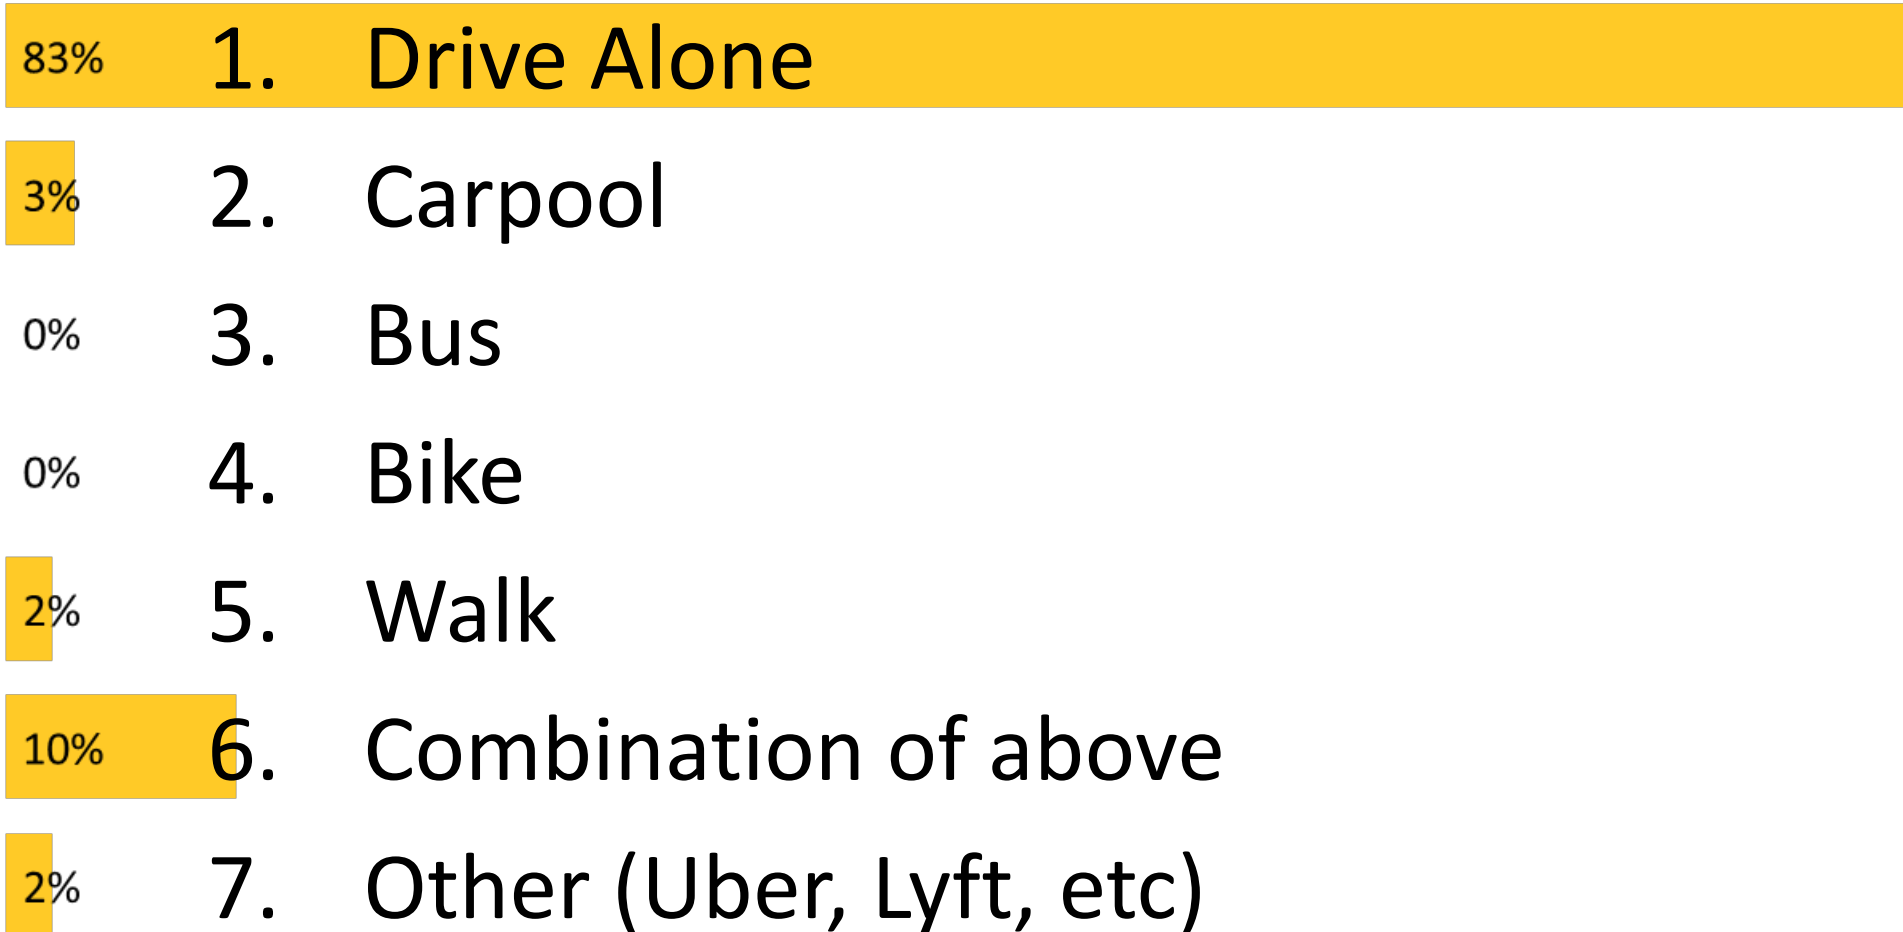 83% 1. Drive Alone
3% 2. Carpool
0% 3. Bus
0% 4. Bike
2% 5. Walk
10% 6. Combination of above
2% 7. Other (Uber, Lyft, etc)